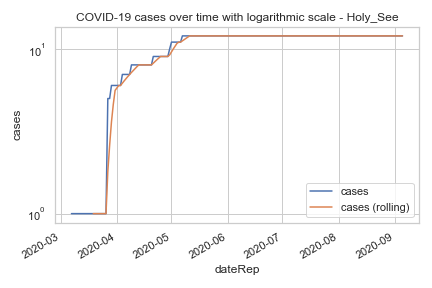 COVID-19 cases over time with logarithmic scale - Holy_See
cases
10¹
10⁰
cases
cases (rolling)
2020-03
2020-04
2020-05
2020-06
2020-07
2020-08
2020-09
dateRep